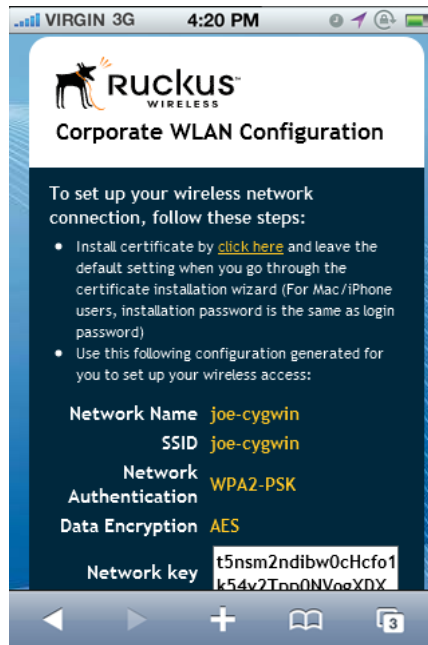 VIRGIN 3G 4:20 PM
RUCKUS™
WIRELESS
Corporate WLAN Configuration
To set up your wireless network
connection, follow these steps:
• Install certificate by click here and leave the
default setting when you go through the
certificate installation wizard (For Mac/iPhone
users, installation password is the same as login
password)
• Use this following configuration generated for
you to set up your wireless access:
Network Name joe-cygwin
SSID joe-cygwin
Network
Authentication WPA2-PSK
Data Encryption AES
Network key t5nsm2ndibw0cHcfo1
3